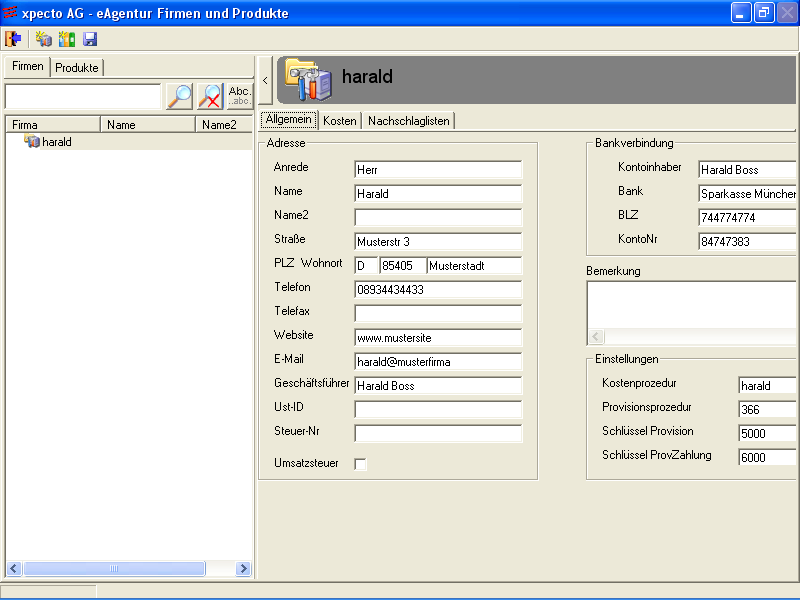 xpecto AG - eAgentur Firmen und Produkte
Firmen Produkte
Abc.
..abc.
Firma Name Name2
harald
<
harald
Allgemein Kosten Nachschlaglisten
Adresse
Anrede Herr
Name Harald
Name2
Straße Musterstr 3
PLZ Wohnort D 85405 Musterstadt
Telefon 08934434433
Telefax
Website www.mustersite
E-Mail harald@musterfirma
Geschäftsführer Harald Boss
Ust-ID
Steuer-Nr
Umsatzsteuer
Bankverbindung
Kontoinhaber Harald Boss
Bank Sparkasse München
BLZ 744774774
KontoNr 84747383
Bemerkung
Einstellungen
Kostenprozedur harald
Provisionsprozedur 366
Schlüssel Provision 5000
Schlüssel ProvZahlung 6000